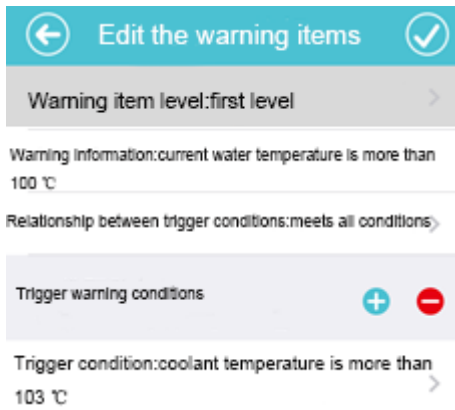 Edit the warning items
Warning item level:first level
Warning information:current water temperature is more than
100 ℃
Relationship between trigger conditions:meets all conditions
Trigger warning conditions
Trigger condition:coolant temperature is more than
103 ℃